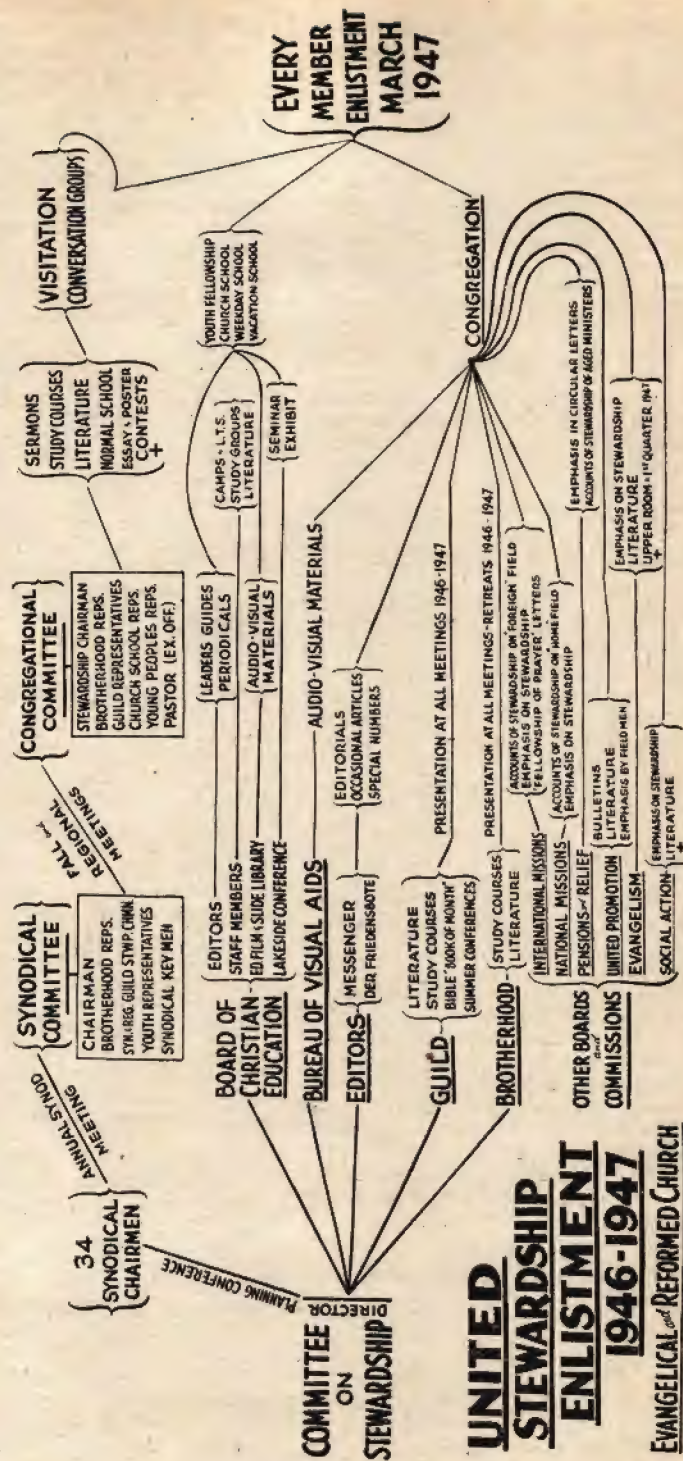 COMMITTEE
ON
STEWARDSHIP
DIRECTOR
PLANNING CONFERENCE
34
SYNODICAL
CHAIRMEN
ANNUAL SYNOD
MEETING
SYNODICAL
COMMITTEE
CHAIRMAN
BROTHERHOOD REPS.
SYN. & REG. GUILD STWP. CHMN.
YOUTH REPRESENTATIVES
SYNODICAL KEY MEN
FALL and
REGIONAL
MEETINGS
CONGREGATIONAL
COMMITTEE
STEWARDSHIP CHAIRMAN
BROTHERHOOD REPS.
GUILD REPRESENTATIVES
CHURCH SCHOOL REPS.
YOUNG PEOPLES REPS.
PASTOR (EX. OFF.)
SERMONS
STUDY COURSES
LITERATURE
NORMAL SCHOOL
ESSAY & POSTER
CONTESTS
+
VISITATION
CONVERSATION GROUPS
EVERY
MEMBER
ENLISTMENT
MARCH
1947
BOARD OF
CHRISTIAN
EDUCATION
EDITORS
STAFF MEMBERS
ED. FILM & SLIDE LIBRARY
LAKESIDE CONFERENCE
LEADERS GUIDES
PERIODICALS
CAMPS & L.T.S.
STUDY GROUPS
LITERATURE
AUDIO-VISUAL
MATERIALS
SEMINAR
EXHIBIT
YOUTH FELLOWSHIP
CHURCH SCHOOL
WEEKDAY SCHOOL
VACATION SCHOOL
BUREAU OF VISUAL AIDS
AUDIO-VISUAL MATERIALS
EDITORS
MESSENGER
DER FRIEDENSBOTE
EDITORIALS
OCCASIONAL ARTICLES
SPECIAL NUMBERS
CONGREGATION
GUILD
LITERATURE
STUDY COURSES
BIBLE "BOOK OF MONTH"
SUMMER CONFERENCES
PRESENTATION AT ALL MEETINGS 1946-1947
BROTHERHOOD
STUDY COURSES
LITERATURE
PRESENTATION AT ALL MEETINGS-RETREATS 1946-1947
OTHER BOARDS
and
COMMISSIONS
INTERNATIONAL MISSIONS
ACCOUNTS OF STEWARDSHIP ON "FOREIGN" FIELD
EMPHASIS ON STEWARDSHIP
"FELLOWSHIP OF PRAYER" LETTERS
NATIONAL MISSIONS
ACCOUNTS OF STEWARDSHIP ON "HOME FIELD"
EMPHASIS ON STEWARDSHIP
PENSIONS and RELIEF
EMPHASIS IN CIRCULAR LETTERS
ACCOUNTS OF STEWARDSHIP OF AGED MINISTERS
UNITED PROMOTION
BULLETINS
LITERATURE
EMPHASIS BY FIELD MEN
EVANGELISM
EMPHASIS ON STEWARDSHIP
LITERATURE
UPPER ROOM - 1ST QUARTER 1947
+
SOCIAL ACTION
EMPHASIS ON STEWARDSHIP
LITERATURE
+
UNITED
STEWARDSHIP
ENLISTMENT
1946-1947
EVANGELICAL and REFORMED CHURCH